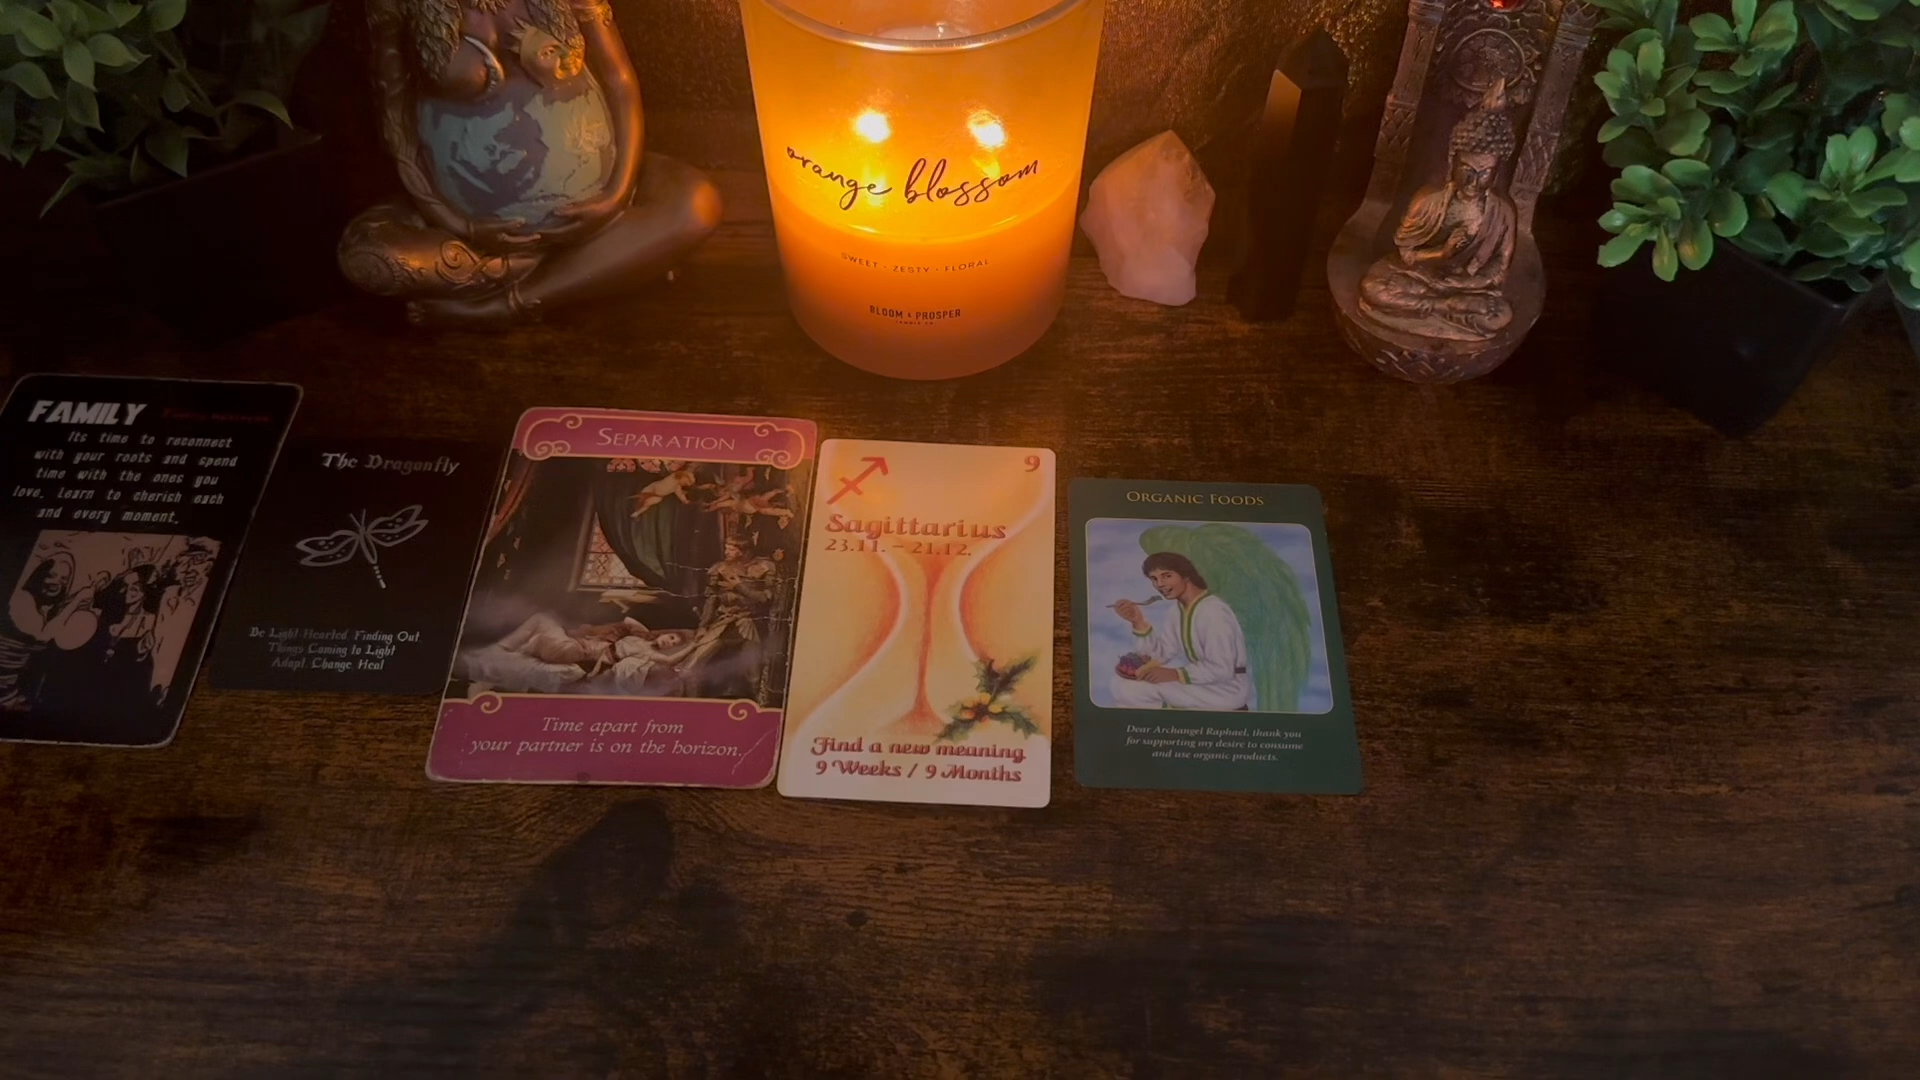 orange blossom
SWEET · ZESTY · FLORAL
BLOOM & PROSPER
CANDLE CO.
FAMILY
Its time to reconnect
with your roots and spend
time with the ones you
love. Learn to cherish each
and every moment.
The Dragonfly
Be Light-Hearted. Finding Out.
Things Coming to Light
Adapt. Change. Heal
SEPARATION
Time apart from
your partner is on the horizon.
9
Sagittarius
23.11. – 21.12.
Find a new meaning
9 Weeks / 9 Months
ORGANIC FOODS
Dear Archangel Raphael, thank you
for supporting my desire to consume
and use organic products.